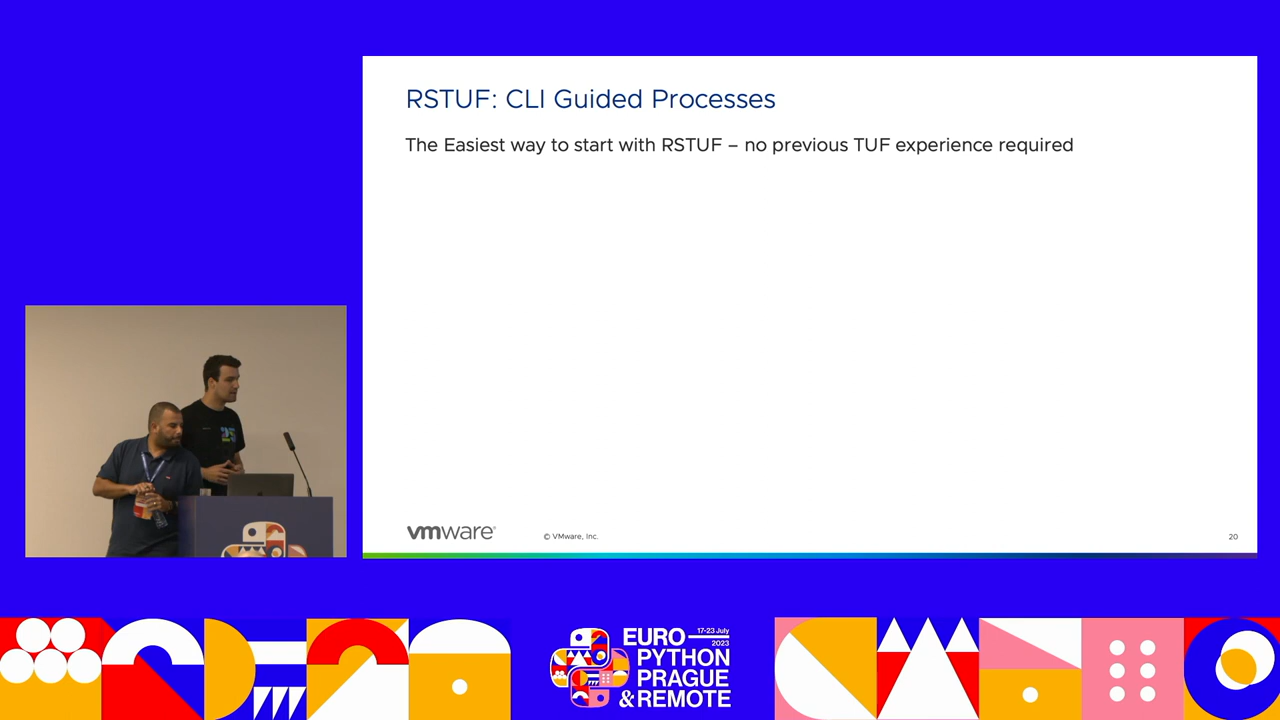 RSTUF: CLI Guided Processes
The Easiest way to start with RSTUF – no previous TUF experience required
vmware®
© VMware, Inc.
20
EURO
17-23 July
2023
PYTHON
PRAGUE
& REMOTE